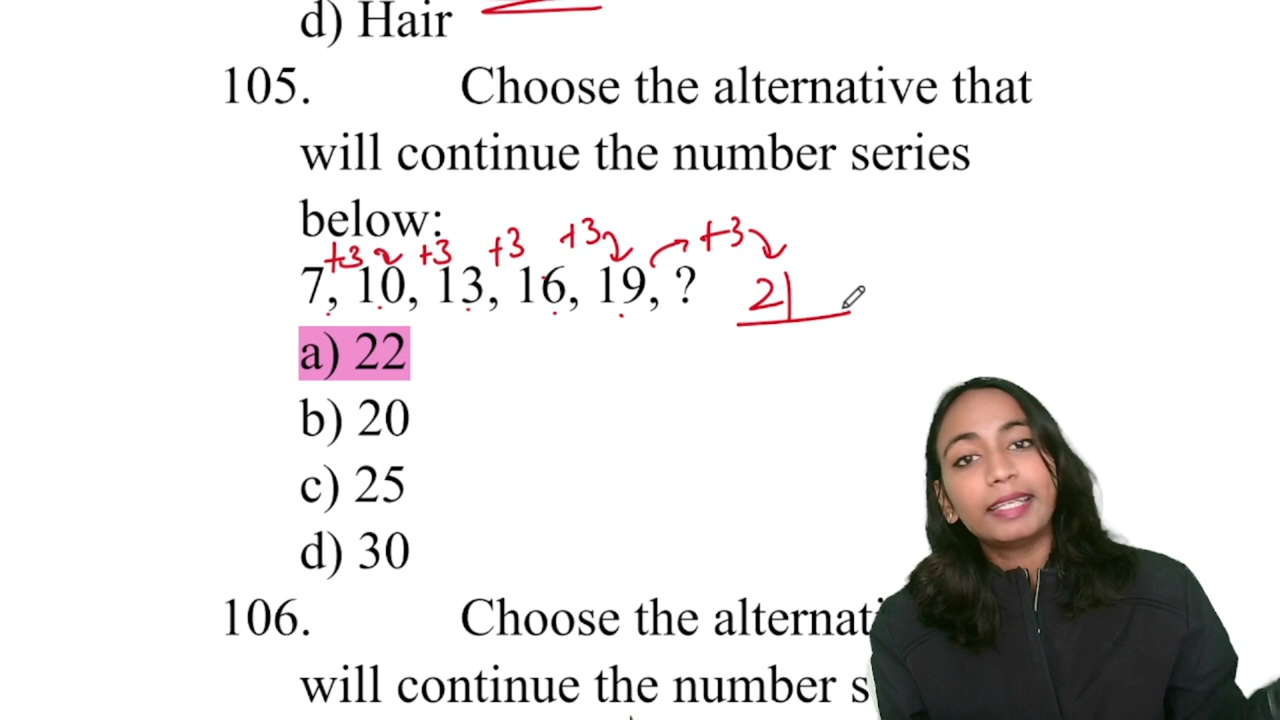 d) Hair
105. Choose the alternative that
will continue the number series
below:
+3 +3 +3 +3 +3
7, 10, 13, 16, 19, ? 21
a) 22
b) 20
c) 25
d) 30
106. Choose the alternati
will continue the number s